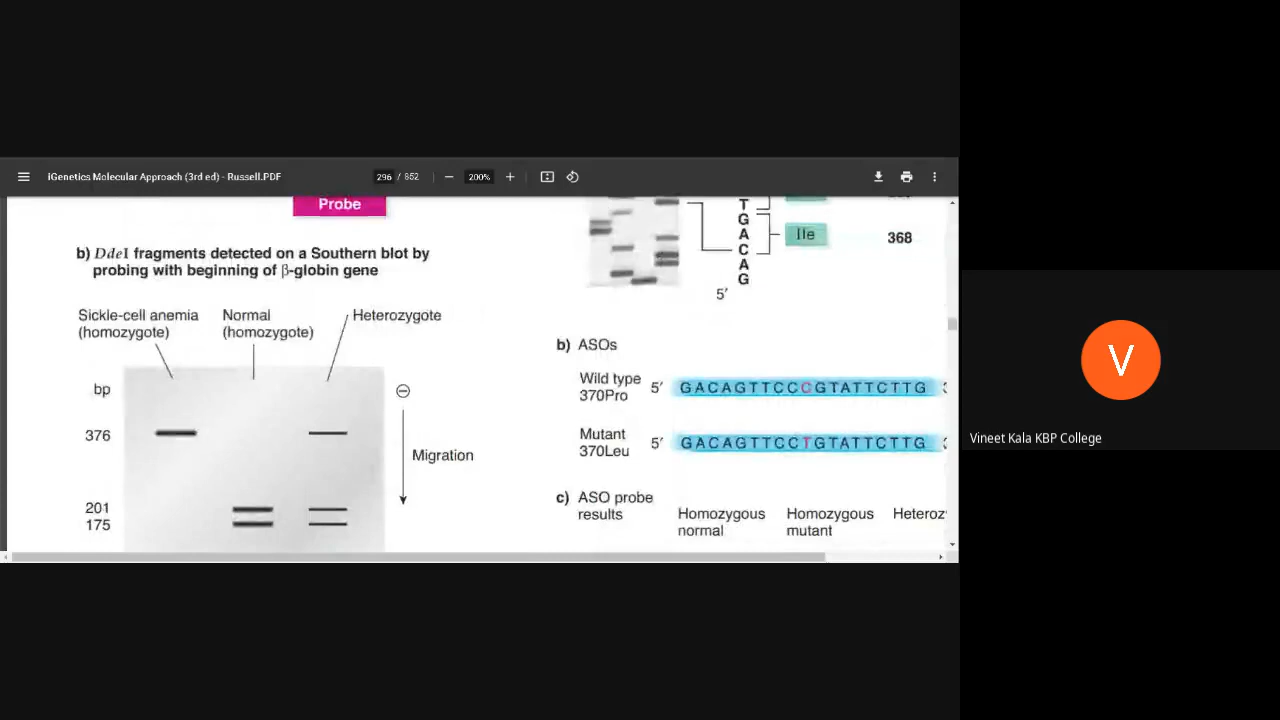 iGenetics Molecular Approach (3rd ed) - Russell.PDF
296 / 852
200%
Probe
b) DdeI fragments detected on a Southern blot by
probing with beginning of β-globin gene
Sickle-cell anemia
(homozygote)
Normal
(homozygote)
Heterozygote
bp
376
201
175
Migration
T
G
A
C
A
G
5′
Ile
368
b) ASOs
Wild type
370Pro
5′ GACAGTTCCCGTATTCTTG
Mutant
370Leu
5′ GACAGTTCCTGTATTCTTG
c) ASO probe
results
Homozygous
normal
Homozygous
mutant
Heteroz
V
Vineet Kala KBP College